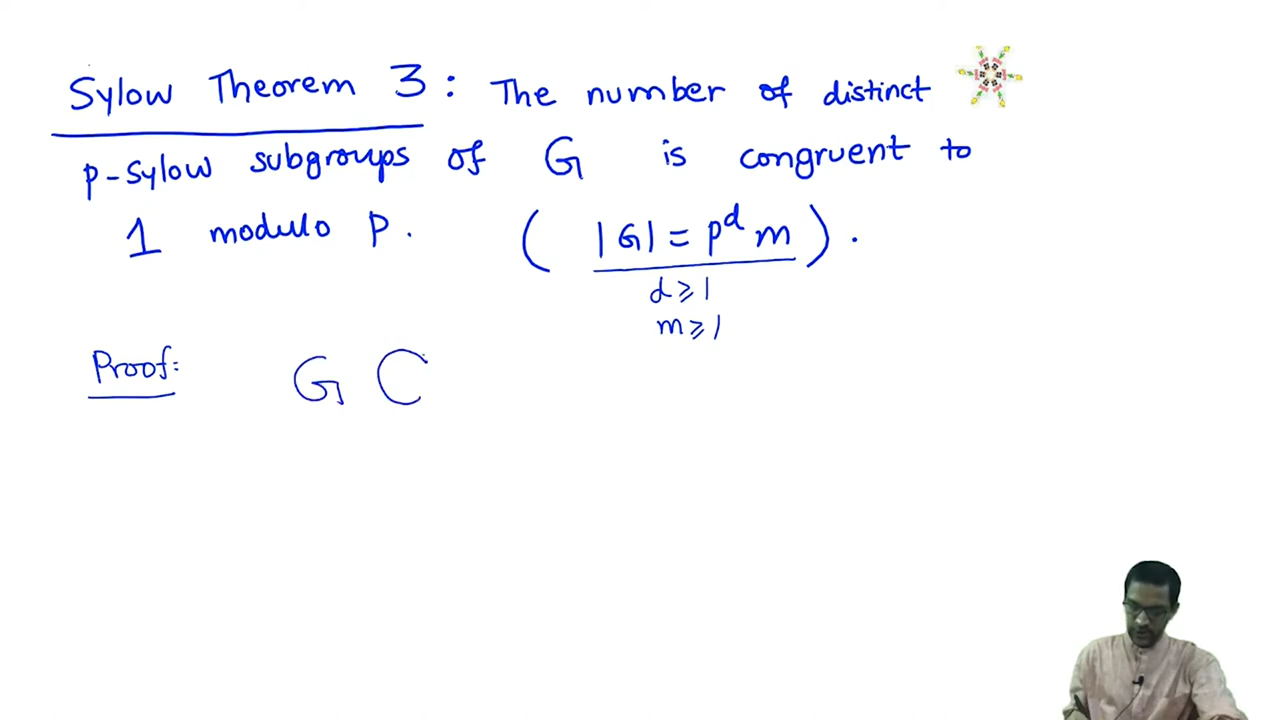 Sylow Theorem 3: The number of distinct
p-sylow subgroups of G is congruent to
1 modulo p. ( |G| = p^d m ).
d ≥ 1
m ≥ 1
Proof: G C